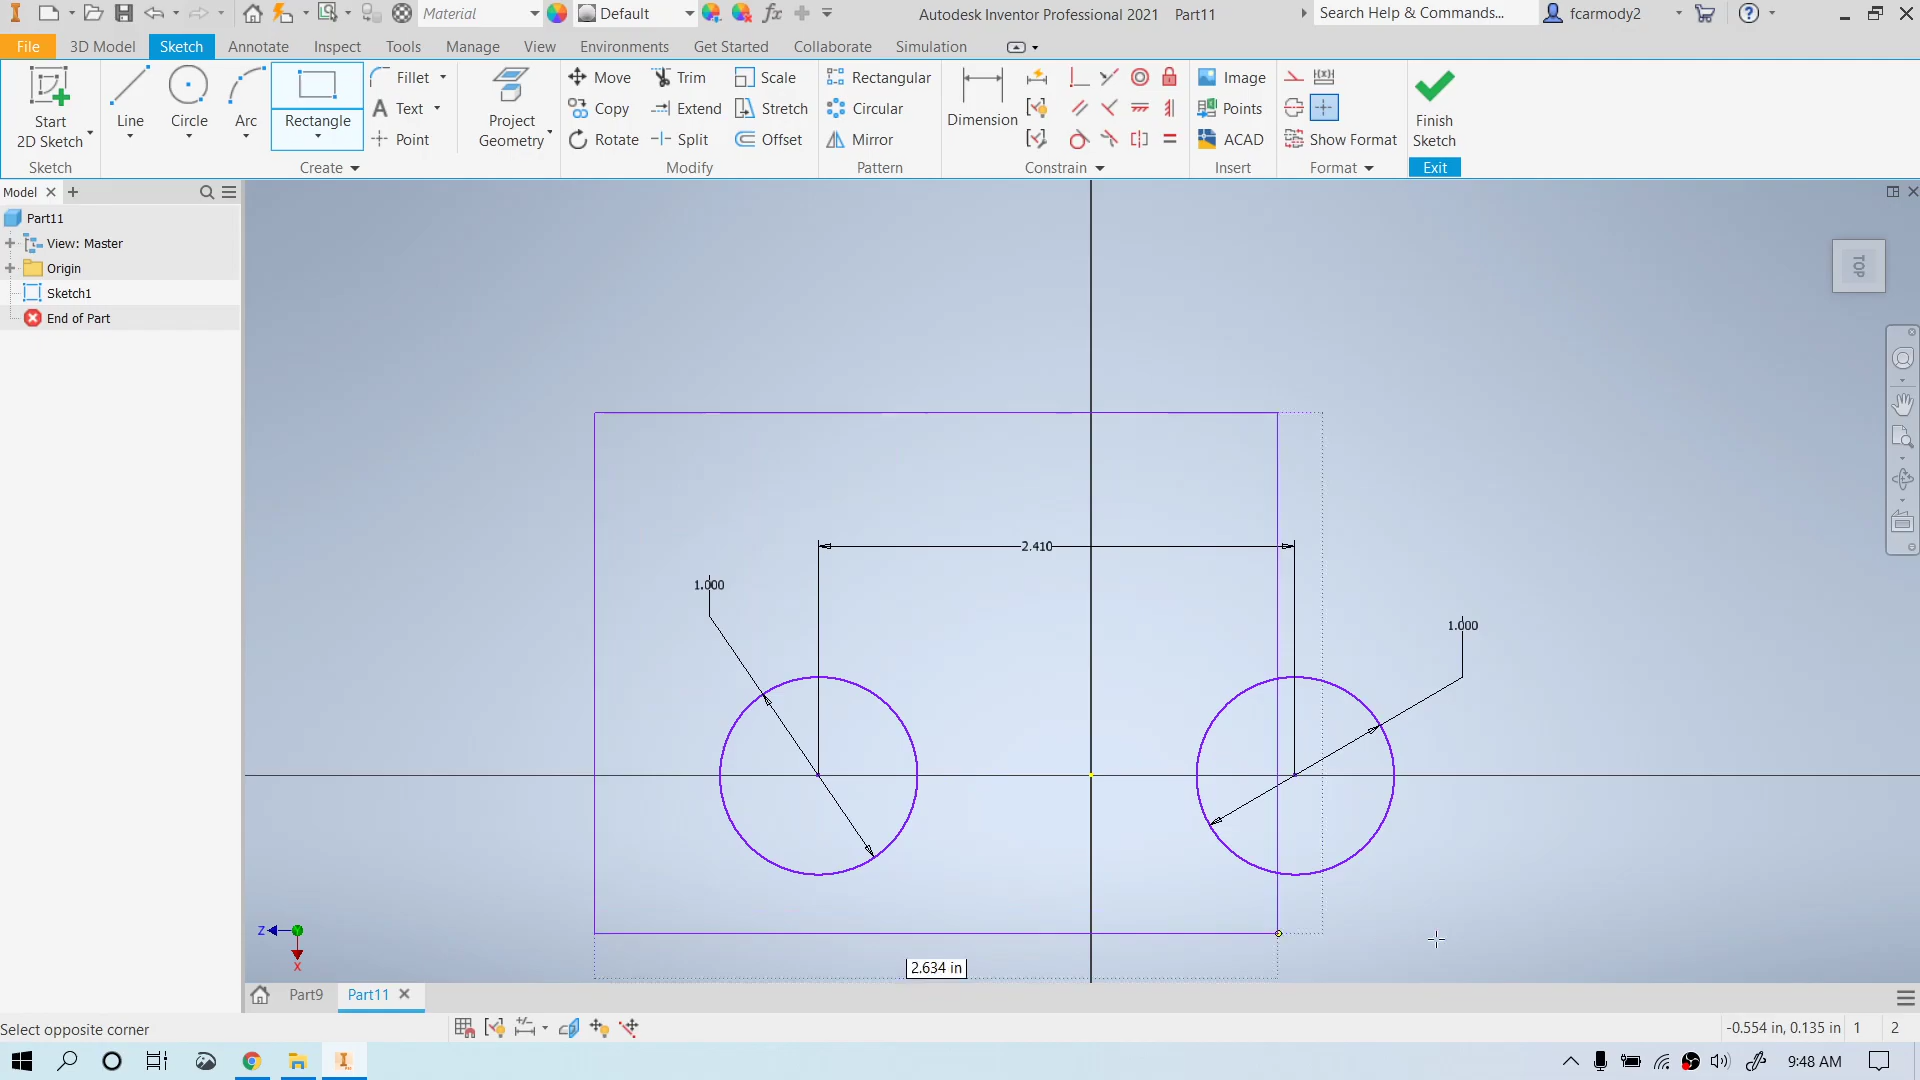 Material
Default
Autodesk Inventor Professional 2021 Part11
Search Help & Commands...
fcarmody2
File
3D Model
Sketch
Annotate
Inspect
Tools
Manage
View
Environments
Get Started
Collaborate
Simulation
Start
2D Sketch
Sketch
Line
Circle
Arc
Rectangle
Fillet
Text
Point
Create
Project
Geometry
Move
Copy
Rotate
Trim
Extend
Split
Scale
Stretch
Offset
Modify
Rectangular
Circular
Mirror
Pattern
Dimension
Constrain
Image
Points
ACAD
Insert
Show Format
Format
Finish
Sketch
Exit
Model
Part11
View: Master
Origin
Sketch1
End of Part
TOP
2.410
1.000
1.000
2.634 in
Z
X
Part9
Part11
Select opposite corner
-0.554 in, 0.135 in 1 2
9:48 AM